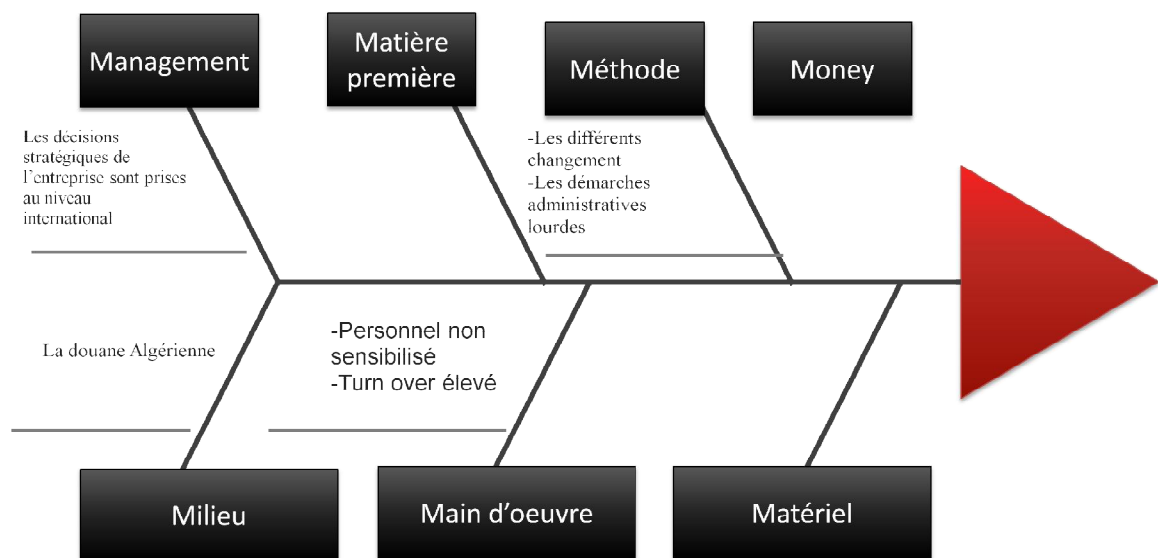 Management
Matière
première
Méthode
Money
Les décisions
stratégiques de
l’entreprise sont prises
au niveau
international
-Les différents
changement
-Les démarches
administratives
lourdes
La douane Algérienne
-Personnel non
sensibilisé
-Turn over élevé
Milieu
Main d'oeuvre
Matériel